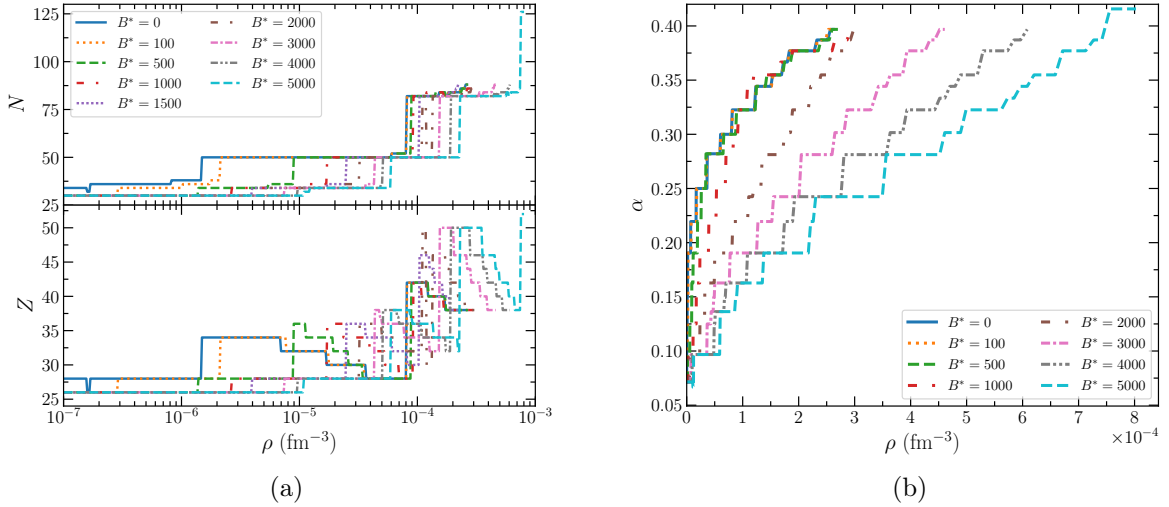 125
100
75
50
25
N
B* = 0
B* = 100
B* = 500
B* = 1000
B* = 1500
B* = 2000
B* = 3000
B* = 4000
B* = 5000
50
45
40
35
30
25
Z
10⁻⁷ 10⁻⁶ 10⁻⁵ 10⁻⁴ 10⁻³
ρ (fm⁻³)
(a)
0.40
0.35
0.30
0.25
0.20
0.15
0.10
0.05
α
B* = 0
B* = 100
B* = 500
B* = 1000
B* = 2000
B* = 3000
B* = 4000
B* = 5000
0 1 2 3 4 5 6 7 8
×10⁻⁴
ρ (fm⁻³)
(b)